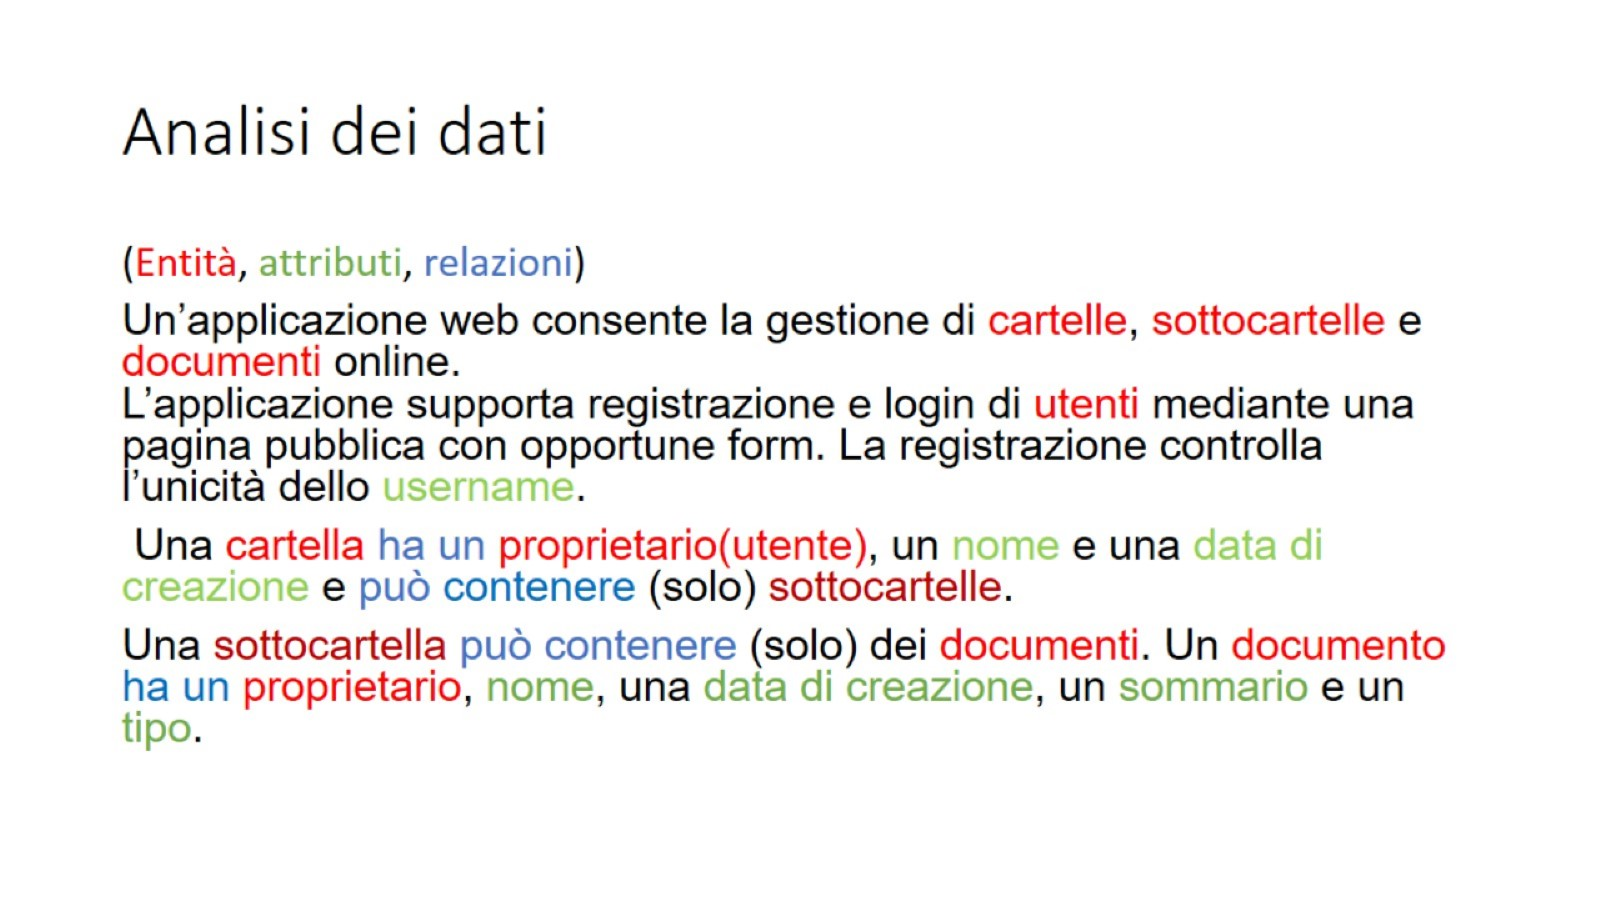 Analisi dei dati
(Entità, attributi, relazioni)
Un’applicazione web consente la gestione di cartelle, sottocartelle e
documenti online.
L’applicazione supporta registrazione e login di utenti mediante una
pagina pubblica con opportune form. La registrazione controlla
l’unicità dello username.
Una cartella ha un proprietario(utente), un nome e una data di
creazione e può contenere (solo) sottocartelle.
Una sottocartella può contenere (solo) dei documenti. Un documento
ha un proprietario, nome, una data di creazione, un sommario e un
tipo.